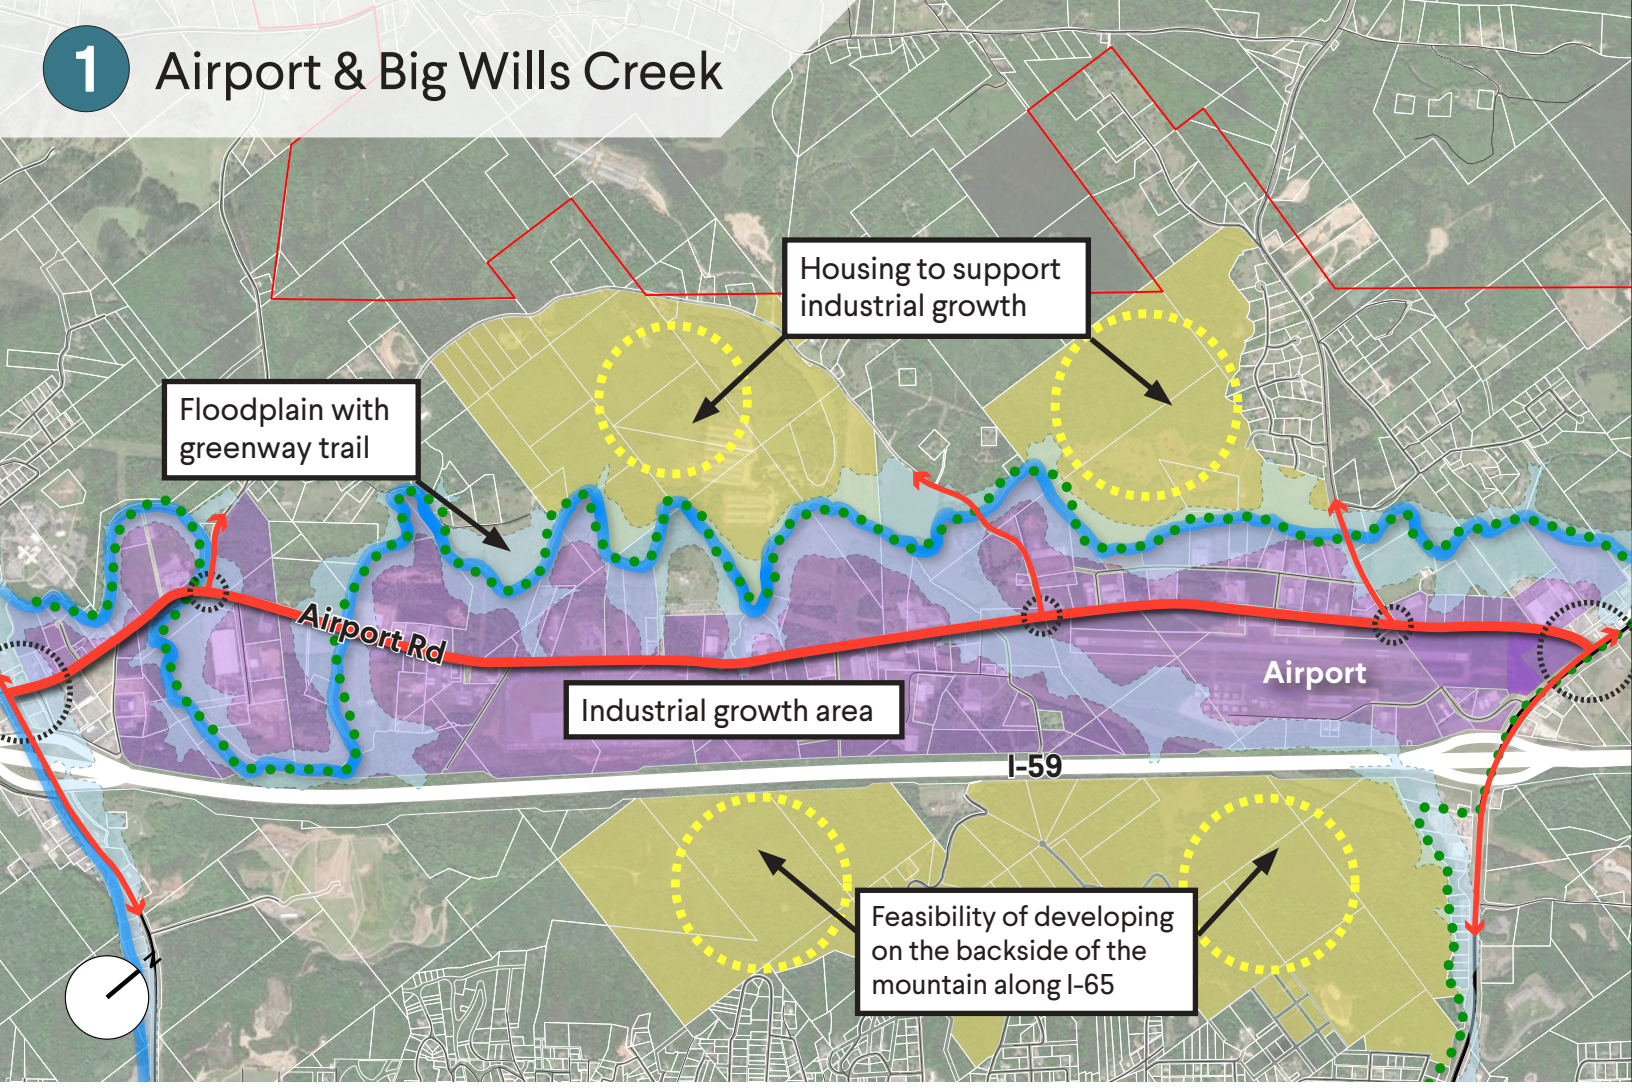 1 Airport & Big Wills Creek
Housing to support
industrial growth
Floodplain with
greenway trail
Airport Rd
Airport
Industrial growth area
I-59
Feasibility of developing
on the backside of the
mountain along I-65
N